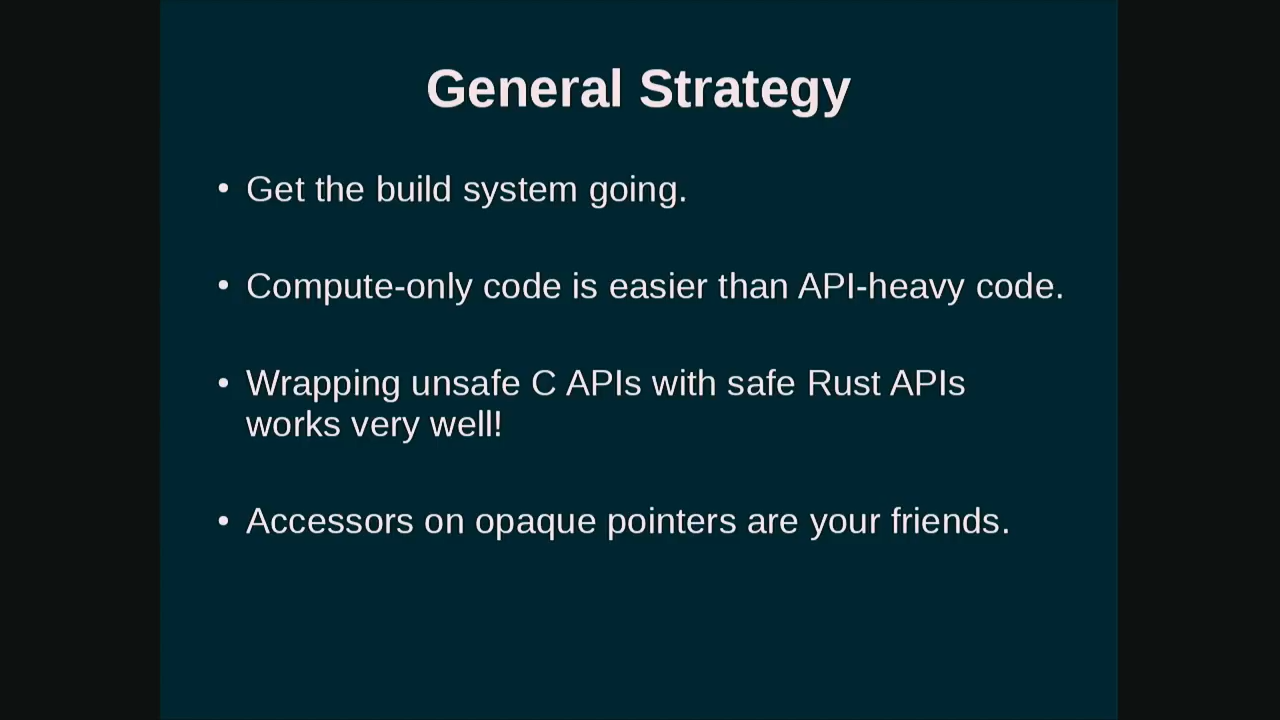 General Strategy
• Get the build system going.
• Compute-only code is easier than API-heavy code.
• Wrapping unsafe C APIs with safe Rust APIs
works very well!
• Accessors on opaque pointers are your friends.